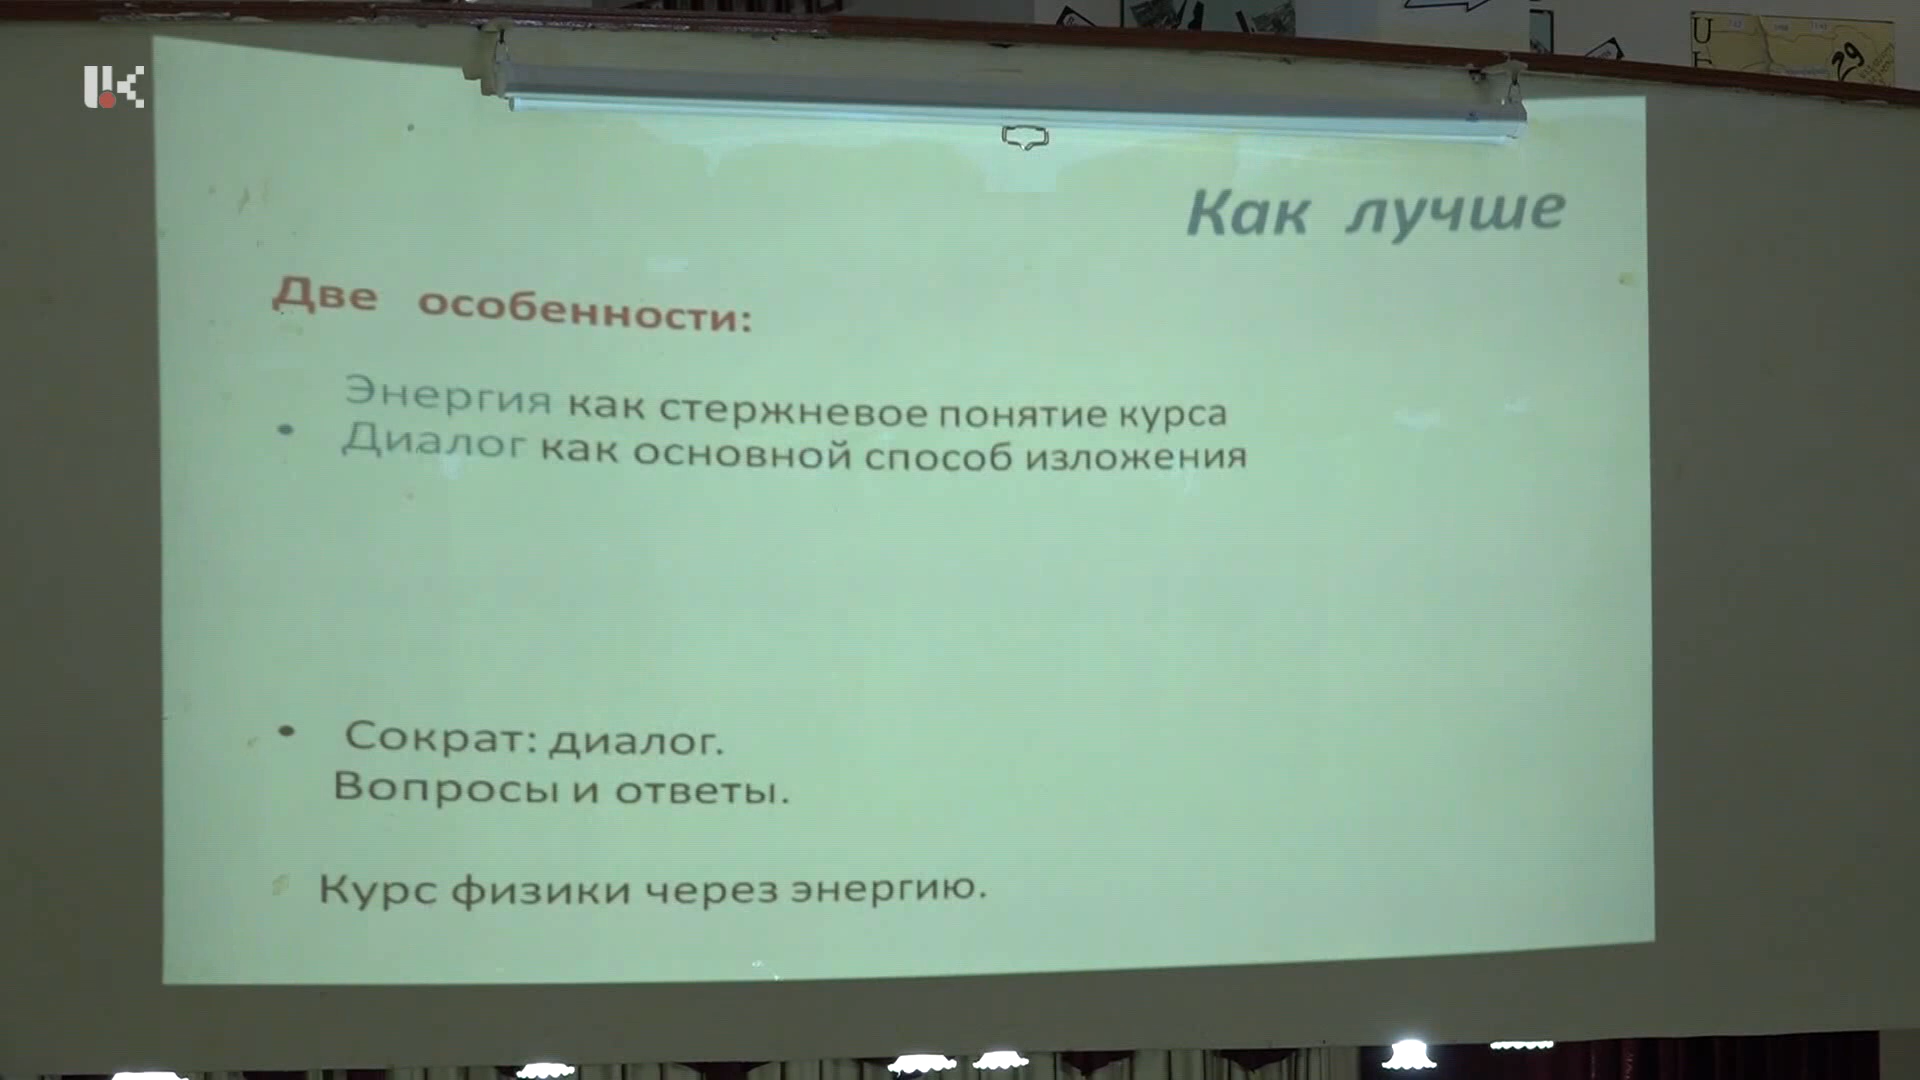 Как лучше
Две особенности:
Энергия как стержневое понятие курса
• Диалог как основной способ изложения
• Сократ: диалог.
Вопросы и ответы.
Курс физики через энергию.
29